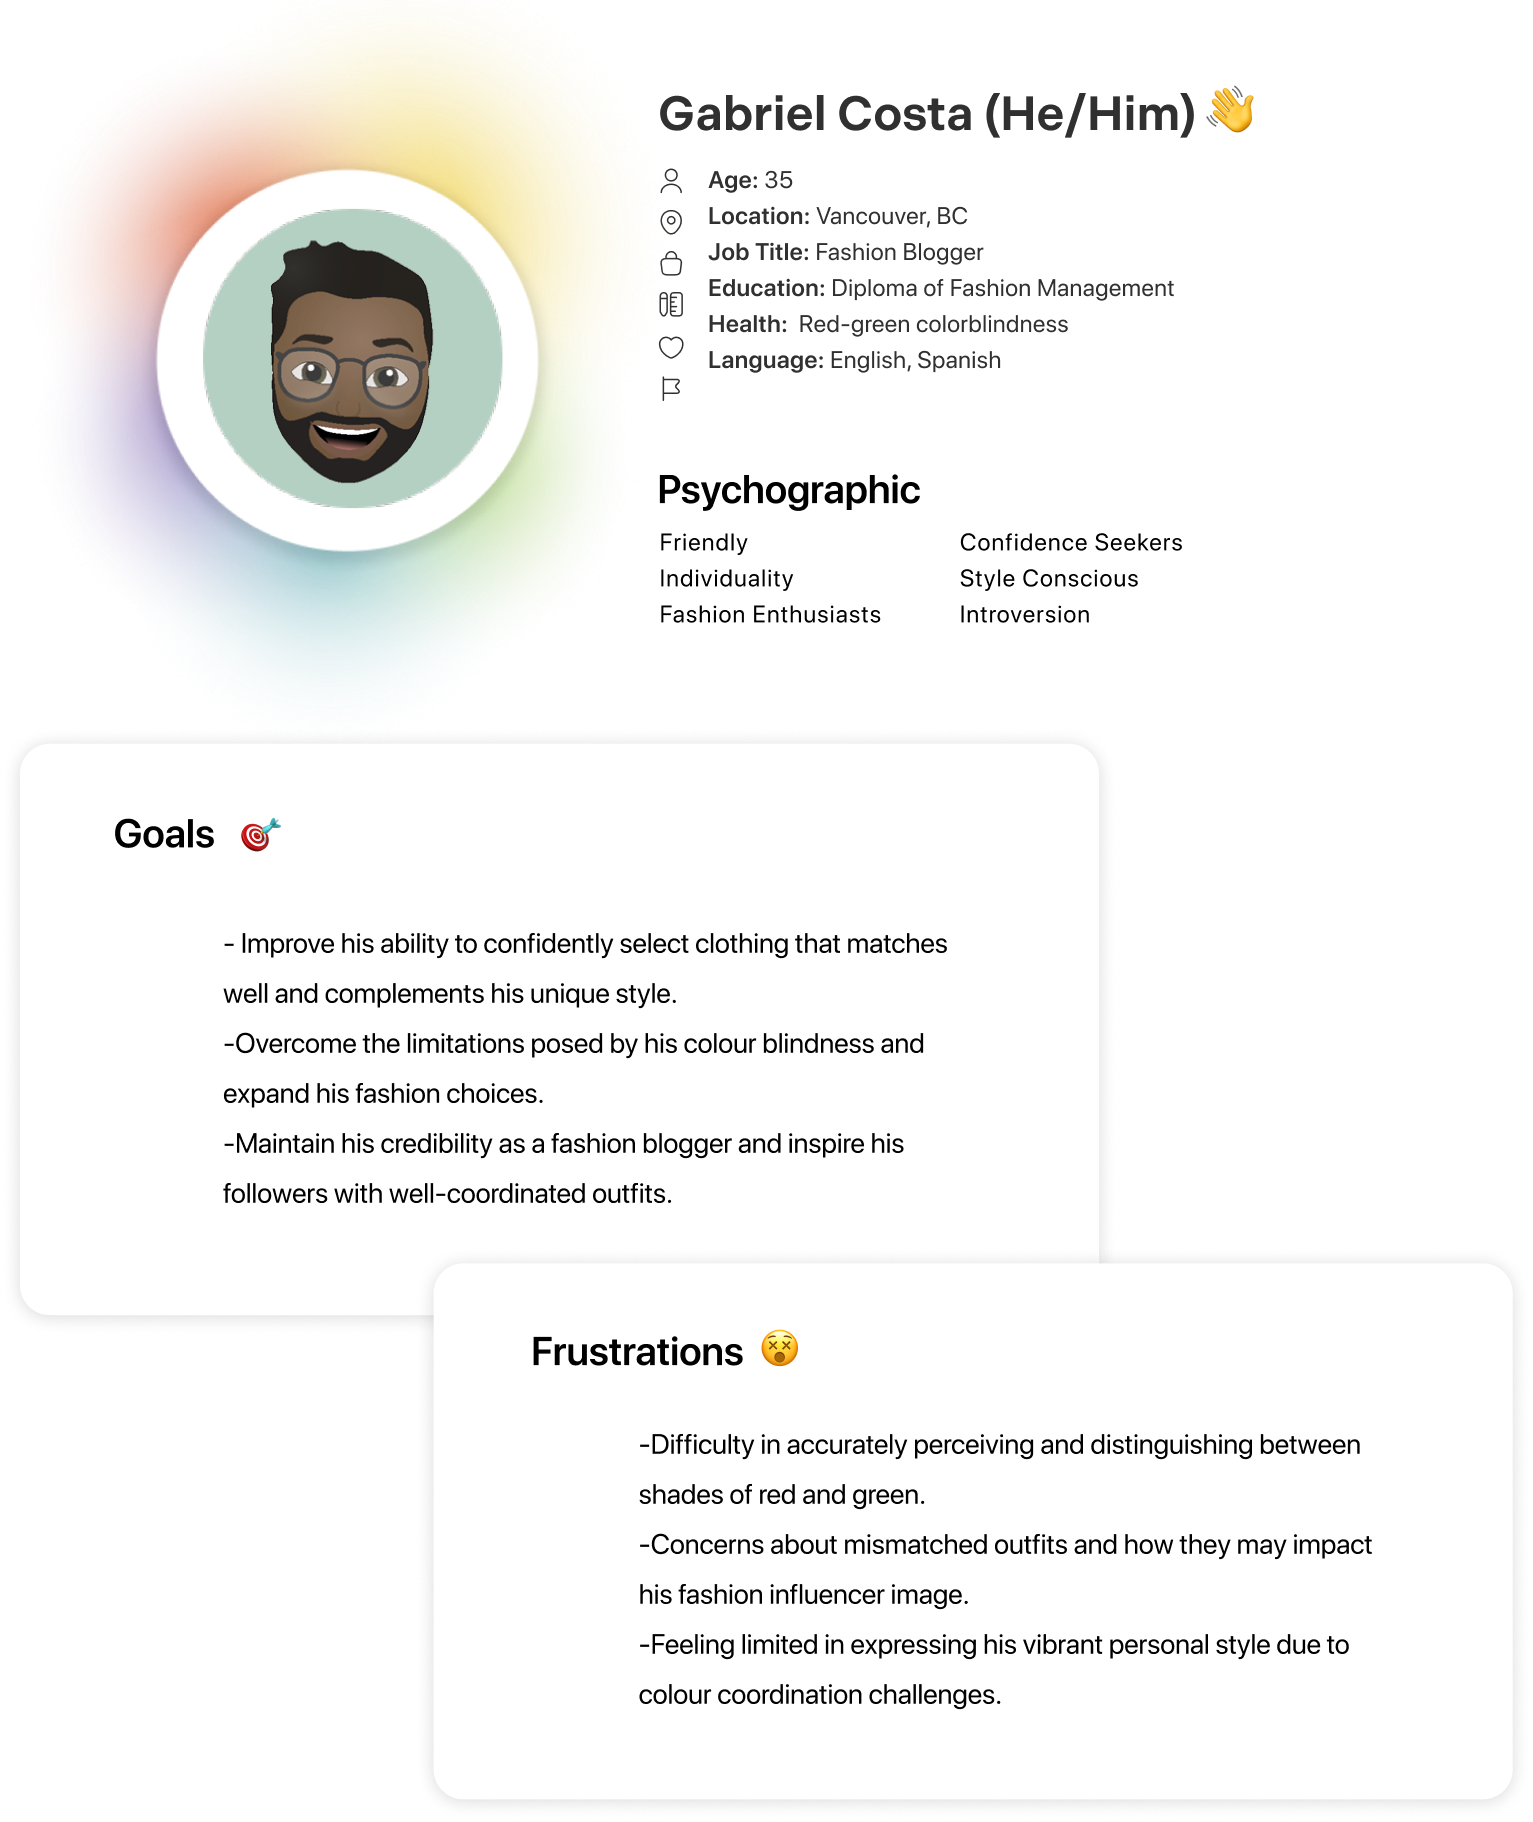 Gabriel Costa (He/Him) 👋
Age: 35
Location: Vancouver, BC
Job Title: Fashion Blogger
Education: Diploma of Fashion Management
Health: Red-green colorblindness
Language: English, Spanish
Psychographic
Friendly
Individuality
Fashion Enthusiasts
Confidence Seekers
Style Conscious
Introversion
Goals 🎯
- Improve his ability to confidently select clothing that matches
well and complements his unique style.
-Overcome the limitations posed by his colour blindness and
expand his fashion choices.
-Maintain his credibility as a fashion blogger and inspire his
followers with well-coordinated outfits.
Frustrations 😵
-Difficulty in accurately perceiving and distinguishing between
shades of red and green.
-Concerns about mismatched outfits and how they may impact
his fashion influencer image.
-Feeling limited in expressing his vibrant personal style due to
colour coordination challenges.